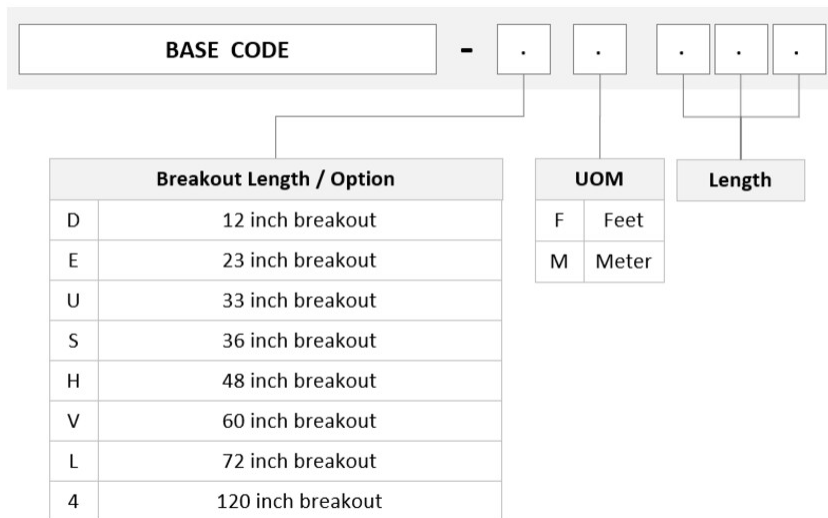 BASE CODE - . . . . .
Breakout Length / Option UOM Length
D 12 inch breakout F Feet
E 23 inch breakout M Meter
U 33 inch breakout
S 36 inch breakout
H 48 inch breakout
V 60 inch breakout
L 72 inch breakout
4 120 inch breakout